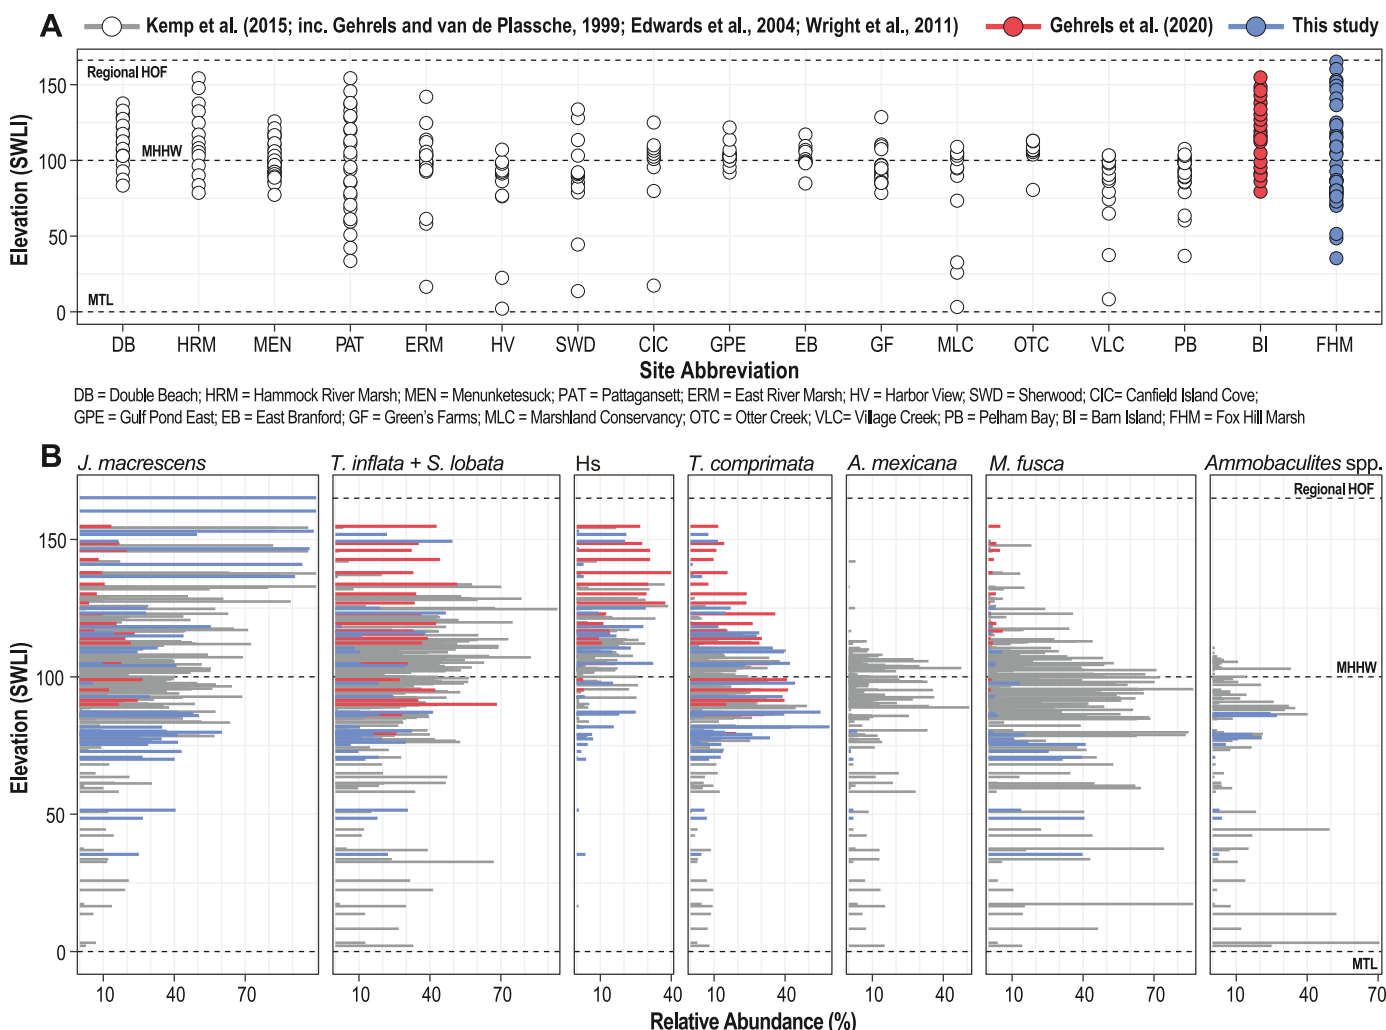 A
Kemp et al. (2015; inc. Gehrels and van de Plassche, 1999; Edwards et al., 2004; Wright et al., 2011)
Gehrels et al. (2020)
This study
Elevation (SWLI)
150
100
50
0
Regional HOF
MHHW
MTL
DB HRM MEN PAT ERM HV SWD CIC GPE EB GF MLC OTC VLC PB BI FHM
Site Abbreviation
DB = Double Beach; HRM = Hammock River Marsh; MEN = Menunketesuck; PAT = Pattagansett; ERM = East River Marsh; HV = Harbor View; SWD = Sherwood; CIC= Canfield Island Cove;
GPE = Gulf Pond East; EB = East Branford; GF = Green's Farms; MLC = Marshland Conservancy; OTC = Otter Creek; VLC= Village Creek; PB = Pelham Bay; BI = Barn Island; FHM = Fox Hill Marsh
B
J. macrescens
T. inflata + S. lobata
Hs
T. comprimata
A. mexicana
M. fusca
Ammobaculites spp.
Elevation (SWLI)
150
100
50
0
Regional HOF
MHHW
MTL
10 40 70 100
10 40 70
10 40
10 40
10 40
10 40 70
10 40 70
Relative Abundance (%)